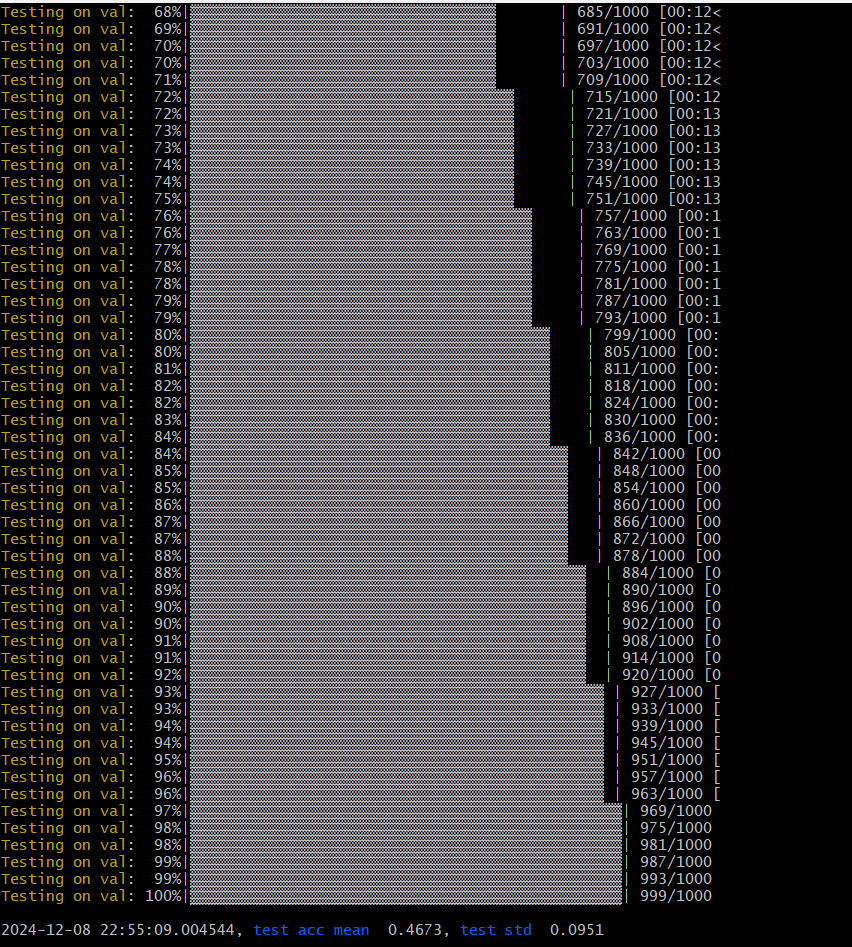 Testing on val:  68%| | 685/1000 [00:12<
Testing on val:  69%| | 691/1000 [00:12<
Testing on val:  70%| | 697/1000 [00:12<
Testing on val:  70%| | 703/1000 [00:12<
Testing on val:  71%| | 709/1000 [00:12<
Testing on val:  72%| | 715/1000 [00:12
Testing on val:  72%| | 721/1000 [00:13
Testing on val:  73%| | 727/1000 [00:13
Testing on val:  73%| | 733/1000 [00:13
Testing on val:  74%| | 739/1000 [00:13
Testing on val:  74%| | 745/1000 [00:13
Testing on val:  75%| | 751/1000 [00:13
Testing on val:  76%| | 757/1000 [00:1
Testing on val:  76%| | 763/1000 [00:1
Testing on val:  77%| | 769/1000 [00:1
Testing on val:  78%| | 775/1000 [00:1
Testing on val:  78%| | 781/1000 [00:1
Testing on val:  79%| | 787/1000 [00:1
Testing on val:  79%| | 793/1000 [00:1
Testing on val:  80%| | 799/1000 [00:
Testing on val:  80%| | 805/1000 [00:
Testing on val:  81%| | 811/1000 [00:
Testing on val:  82%| | 818/1000 [00:
Testing on val:  82%| | 824/1000 [00:
Testing on val:  83%| | 830/1000 [00:
Testing on val:  84%| | 836/1000 [00:
Testing on val:  84%| | 842/1000 [00
Testing on val:  85%| | 848/1000 [00
Testing on val:  85%| | 854/1000 [00
Testing on val:  86%| | 860/1000 [00
Testing on val:  87%| | 866/1000 [00
Testing on val:  87%| | 872/1000 [00
Testing on val:  88%| | 878/1000 [00
Testing on val:  88%| | 884/1000 [0
Testing on val:  89%| | 890/1000 [0
Testing on val:  90%| | 896/1000 [0
Testing on val:  90%| | 902/1000 [0
Testing on val:  91%| | 908/1000 [0
Testing on val:  91%| | 914/1000 [0
Testing on val:  92%| | 920/1000 [0
Testing on val:  93%| | 927/1000 [
Testing on val:  93%| | 933/1000 [
Testing on val:  94%| | 939/1000 [
Testing on val:  94%| | 945/1000 [
Testing on val:  95%| | 951/1000 [
Testing on val:  96%| | 957/1000 [
Testing on val:  96%| | 963/1000 [
Testing on val:  97%| | 969/1000
Testing on val:  98%| | 975/1000
Testing on val:  98%| | 981/1000
Testing on val:  99%| | 987/1000
Testing on val:  99%| | 993/1000
Testing on val: 100%| | 999/1000
2024-12-08 22:55:09.004544, test acc mean  0.4673, test std  0.0951